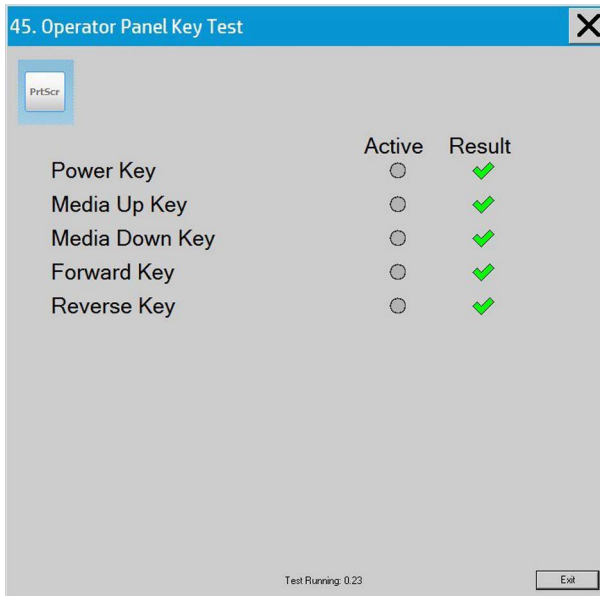 45. Operator Panel Key Test
PrtScr
Active Result
Power Key
Media Up Key
Media Down Key
Forward Key
Reverse Key
Test Running: 0.23
Exit